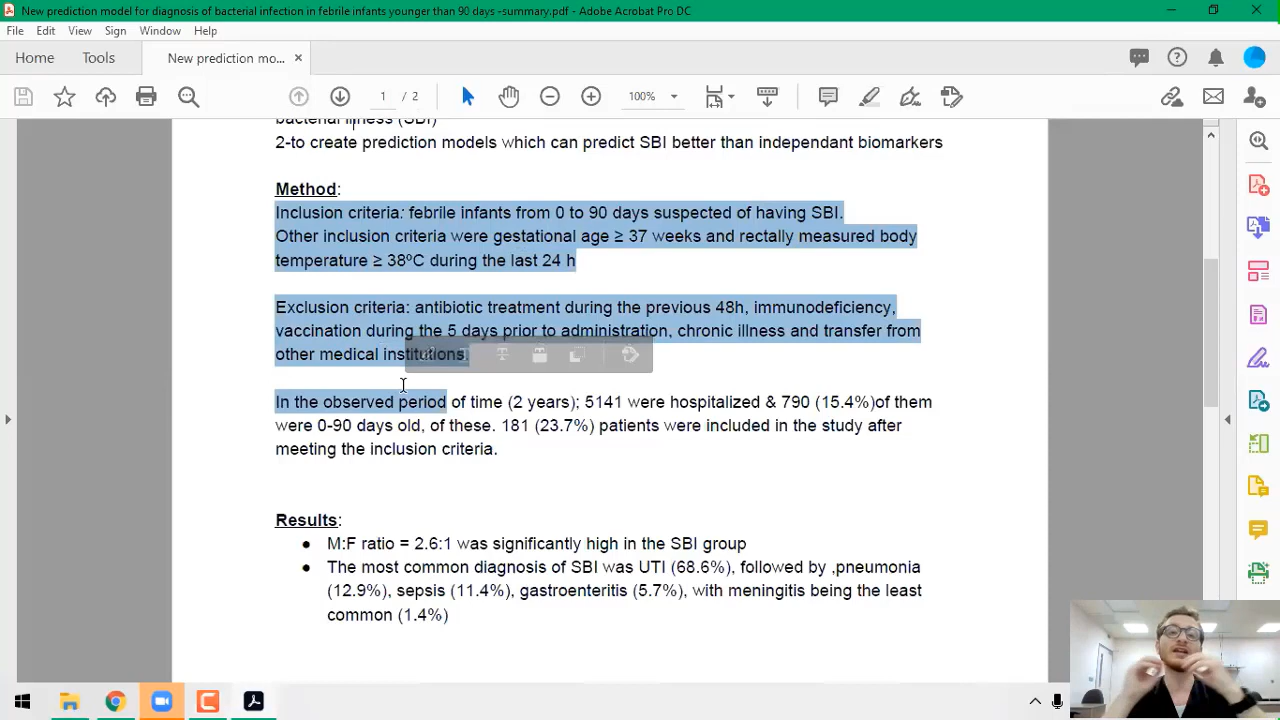 New prediction model for diagnosis of bacterial infection in febrile infants younger than 90 days -summary.pdf - Adobe Acrobat Pro DC
File Edit View Sign Window Help
Home Tools New prediction mo... ×
1 / 2 100%
bacterial illness (SBI)
2-to create prediction models which can predict SBI better than independant biomarkers
Method:
Inclusion criteria: febrile infants from 0 to 90 days suspected of having SBI.
Other inclusion criteria were gestational age ≥ 37 weeks and rectally measured body
temperature ≥ 38ºC during the last 24 h
Exclusion criteria: antibiotic treatment during the previous 48h, immunodeficiency,
vaccination during the 5 days prior to administration, chronic illness and transfer from
other medical institutions.
In the observed period of time (2 years); 5141 were hospitalized & 790 (15.4%)of them
were 0-90 days old, of these. 181 (23.7%) patients were included in the study after
meeting the inclusion criteria.
Results:
● M:F ratio = 2.6:1 was significantly high in the SBI group
● The most common diagnosis of SBI was UTI (68.6%), followed by ,pneumonia
(12.9%), sepsis (11.4%), gastroenteritis (5.7%), with meningitis being the least
common (1.4%)